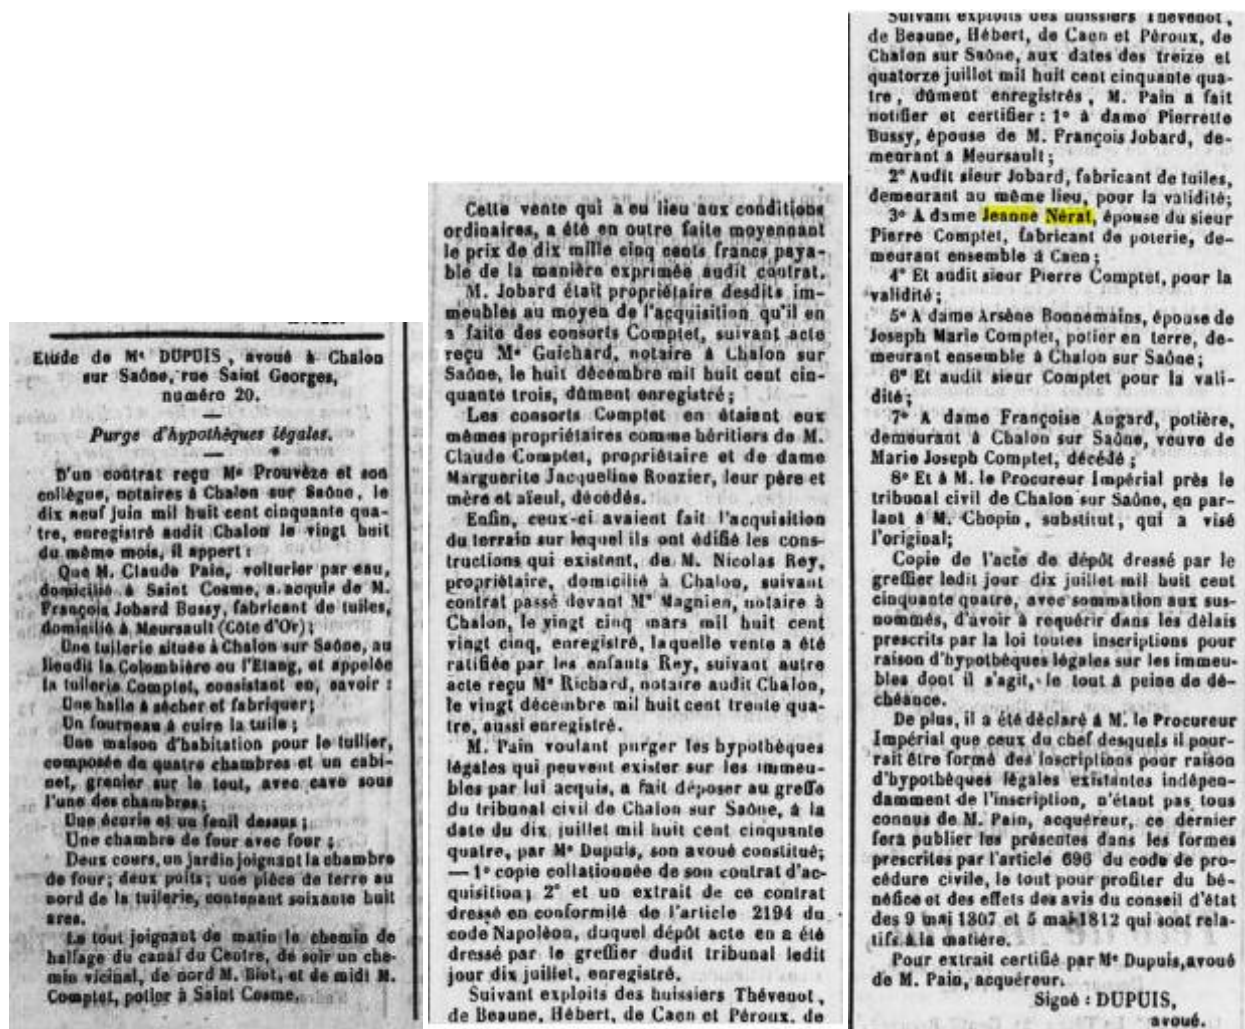 Etude de Me DUPUIS, avoué à Chalon
sur Saône, rue Saint Georges,
numéro 20.
Purge d'hypothèques légales.
D'un contrat reçu Me Prouvèze et son
collègue, notaires à Chalon sur Saône, le
dix neuf juin mil huit cent cinquante qua-
tre, enregistré audit Chalon le vingt huit
du même mois, il appert :
Que M. Claude Pain, voiturier par eau,
domicilié à Saint Cosme, a acquis de M.
François Jobard Bussy, fabricant de tuiles,
domicilié à Meursault (Côte d'Or) ;
Une tuilerie située à Chalon sur Saône, au
lieudit la Colombière ou l'Etang, et appelée
la tuilerie Comptet, consistant en, savoir :
Une halle à sécher et fabriquer ;
Un fourneau à cuire la tuile ;
Une maison d'habitation pour le tuilier,
composée de quatre chambres et un cabi-
net, grenier sur le tout, avec cave sous
l'une des chambres ;
Une écurie et un fenil dessus ;
Une chambre de four avec four ;
Deux cours, un jardin joignant la chambre
de four ; deux puits ; une pièce de terre au
nord de la tuilerie, contenant soixante huit
ares.
Le tout joignant de matin le chemin de
hallage du canal du Centre, de soir un che-
min vicinal, de nord M. Biot, et de midi M.
Comptet, potier à Saint Cosme.
Cette vente qui a eu lieu aux conditions
ordinaires, a été en outre faite moyennant
le prix de dix mille cinq cents francs paya-
ble de la manière exprimée audit contrat.
M. Jobard était propriétaire desdits im-
meubles au moyen de l'acquisition qu'il en
a faite des consorts Comptet, suivant acte
reçu Me Guichard, notaire à Chalon sur
Saône, le huit décembre mil huit cent cin-
quante trois, dûment enregistré ;
Les consorts Comptet en étaient eux
mêmes propriétaires comme héritiers de M.
Claude Comptet, propriétaire et de dame
Marguerite Jacqueline Rouzier, leur père et
mère et aïeul, décédés.
Enfin, ceux-ci avaient fait l'acquisition
du terrain sur lequel ils ont édifié les cons-
tructions qui existent, de M. Nicolas Rey,
propriétaire, domicilié à Chalon, suivant
contrat passé devant Me Magnien, notaire à
Chalon, le vingt cinq mars mil huit cent
vingt cinq, enregistré, laquelle vente a été
ratifiée par les enfants Rey, suivant autre
acte reçu Me Richard, notaire audit Chalon,
le vingt décembre mil huit cent trente qua-
tre, aussi enregistré.
M. Pain voulant purger les hypothèques
légales qui peuvent exister sur les immeu-
bles par lui acquis, a fait déposer au greffe
du tribunal civil de Chalon sur Saône, à la
date du dix juillet mil huit cent cinquante
quatre, par Me Dupuis, son avoué constitué;
— 1° copie collationnée de son contrat d'ac-
quisition ; 2° et un extrait de ce contrat
dressé en conformité de l'article 2194 du
code Napoléon, duquel dépôt acte en a été
dressé par le greffier dudit tribunal ledit
jour dix juillet, enregistré.
Suivant exploits des huissiers Thévenot,
de Beaune, Hébert, de Caen et Péroux, de
Suivant exploits des huissiers Thévenot,
de Beaune, Hébert, de Caen et Péroux, de
Chalon sur Saône, aux dates des treize et
quatorze juillet mil huit cent cinquante qua-
tre, dûment enregistrés, M. Pain a fait
notifier et certifier : 1° à dame Pierrette
Bussy, épouse de M. François Jobard, de-
meurant à Meursault ;
2° Audit sieur Jobard, fabricant de tuiles,
demeurant au même lieu, pour la validité;
3° A dame Jeanne Nérat, épouse du sieur
Pierre Comptet, fabricant de poterie, de-
meurant ensemble à Caen ;
4° Et audit sieur Pierre Comptet, pour la
validité ;
5° A dame Arsène Bonnemains, épouse de
Joseph Marie Comptet, potier en terre, de-
meurant ensemble à Chalon sur Saône ;
6° Et audit sieur Comptet pour la vali-
dité ;
7° A dame Françoise Augard, potière,
demeurant à Chalon sur Saône, veuve de
Marie Joseph Comptet, décédé ;
8° Et à M. le Procureur Impérial près le
tribunal civil de Chalon sur Saône, en par-
lant à M. Chopin, substitut, qui a visé
l'original;
Copie de l'acte de dépôt dressé par le
greffier ledit jour dix juillet mil huit cent
cinquante quatre, avec sommation aux sus-
nommés, d'avoir à requérir dans les délais
prescrits par la loi toutes inscriptions pour
raison d'hypothèques légales sur les immeu-
bles dont il s'agit, le tout à peine de dé-
chéance.
De plus, il a été déclaré à M. le Procureur
Impérial que ceux du chef desquels il pour-
rait être formé des inscriptions pour raison
d'hypothèques légales existantes indépen-
damment de l'inscription, n'étant pas tous
connus de M. Pain, acquéreur, ce dernier
fera publier les présentes dans les formes
prescrites par l'article 696 du code de pro-
cédure civile, le tout pour profiter du bé-
néfice et des effets des avis du conseil d'état
des 9 mai 1807 et 5 mai 1812 qui sont rela-
tifs à la matière.
Pour extrait certifié par Me Dupuis, avoué
de M. Pain, acquéreur.
Signé : DUPUIS,
avoué.